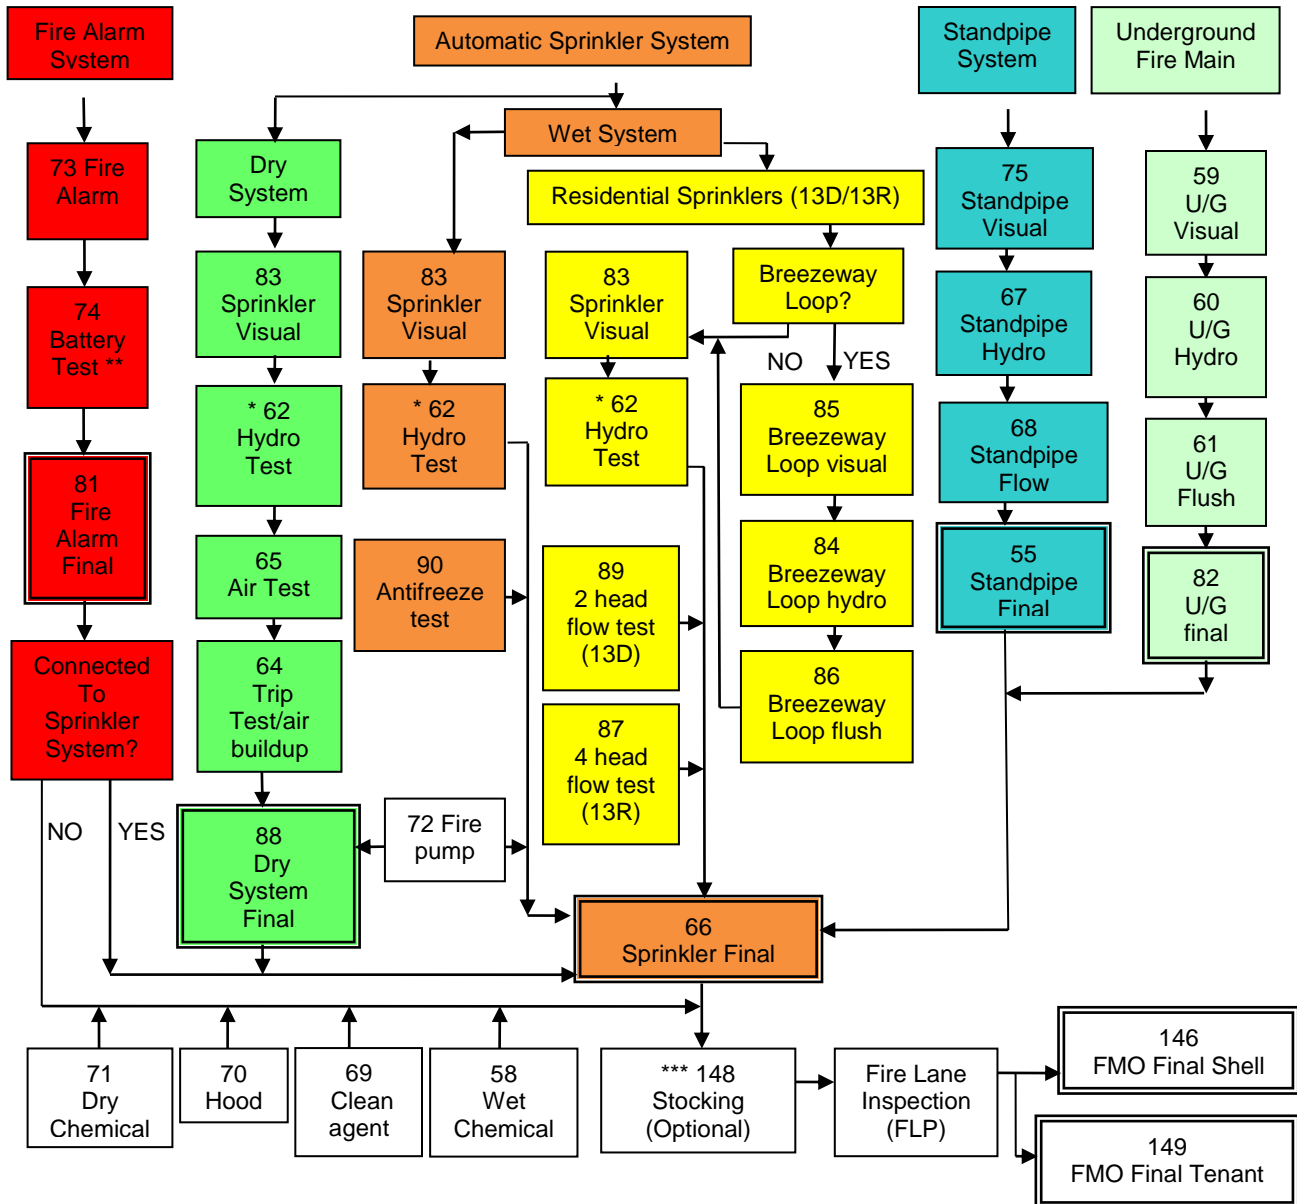 Fire Alarm
System
Automatic Sprinkler System
Standpipe
System
Underground
Fire Main
73 Fire
Alarm
Dry
System
Wet System
Residential Sprinklers (13D/13R)
75
Standpipe
Visual
59
U/G
Visual
74
Battery
Test **
83
Sprinkler
Visual
83
Sprinkler
Visual
83
Sprinkler
Visual
Breezeway
Loop?
NO
YES
67
Standpipe
Hydro
60
U/G
Hydro
81
Fire
Alarm
Final
* 62
Hydro
Test
* 62
Hydro
Test
* 62
Hydro
Test
85
Breezeway
Loop visual
68
Standpipe
Flow
61
U/G
Flush
65
Air Test
90
Antifreeze
test
89
2 head
flow test
(13D)
84
Breezeway
Loop hydro
55
Standpipe
Final
82
U/G
final
Connected
To
Sprinkler
System?
64
Trip
Test/air
buildup
87
4 head
flow test
(13R)
86
Breezeway
Loop flush
NO
YES
88
Dry
System
Final
72 Fire
pump
66
Sprinkler Final
71
Dry
Chemical
70
Hood
69
Clean
agent
58
Wet
Chemical
*** 148
Stocking
(Optional)
Fire Lane
Inspection
(FLP)
146
FMO Final Shell
149
FMO Final Tenant